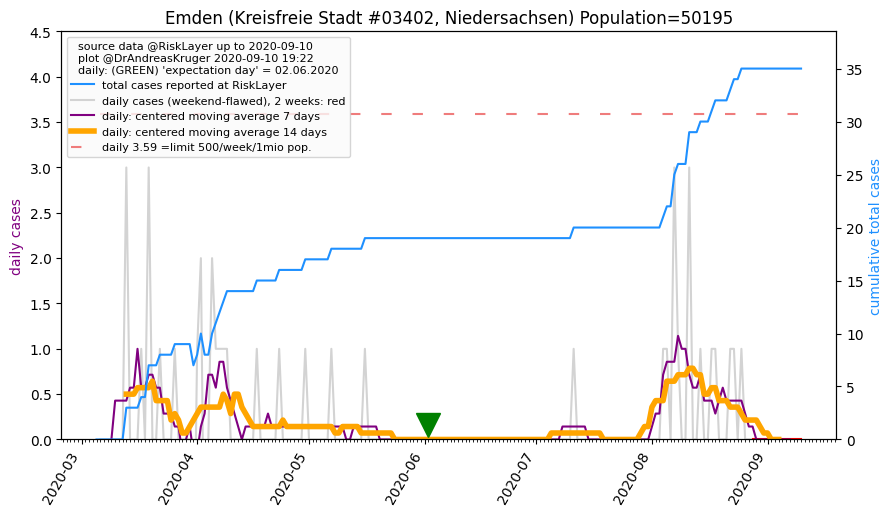 Emden (Kreisfreie Stadt #03402, Niedersachsen) Population=50195
source data @RiskLayer up to 2020-09-10
plot @DrAndreasKruger 2020-09-10 19:22
daily: (GREEN) 'expectation day' = 02.06.2020
total cases reported at RiskLayer
daily cases (weekend-flawed), 2 weeks: red
daily: centered moving average 7 days
daily: centered moving average 14 days
daily 3.59 =limit 500/week/1mio pop.
daily cases
4.5
4.0
3.5
3.0
2.5
2.0
1.5
1.0
0.5
0.0
cumulative total cases
35
30
25
20
15
10
5
0
2020-03
2020-04
2020-05
2020-06
2020-07
2020-08
2020-09